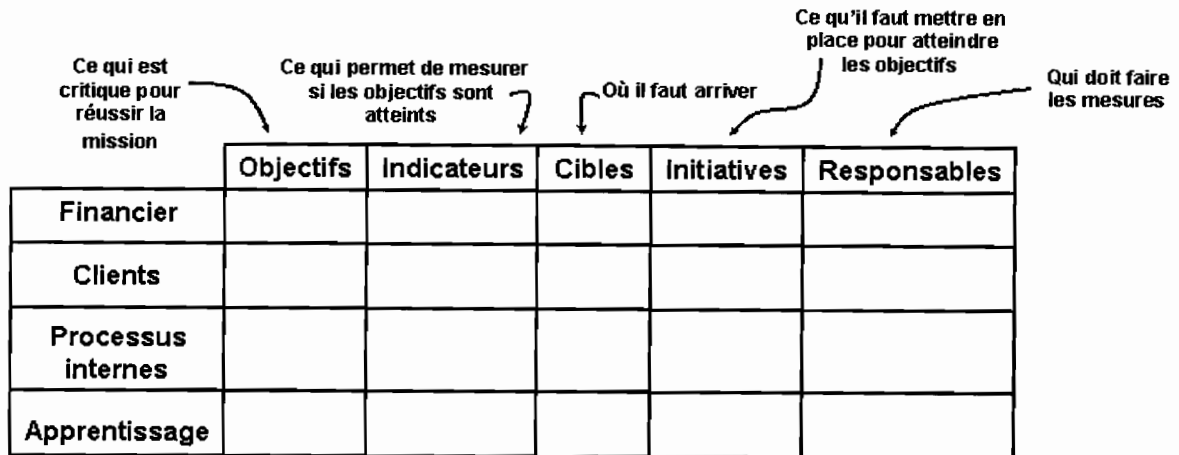 Ce qui est
critique pour
réussir la
mission
Ce qui permet de mesurer
si les objectifs sont
atteints
Où il faut arriver
Ce qu'il faut mettre en
place pour atteindre
les objectifs
Qui doit faire
les mesures
Objectifs Indicateurs Cibles Initiatives Responsables
Financier
Clients
Processus
internes
Apprentissage